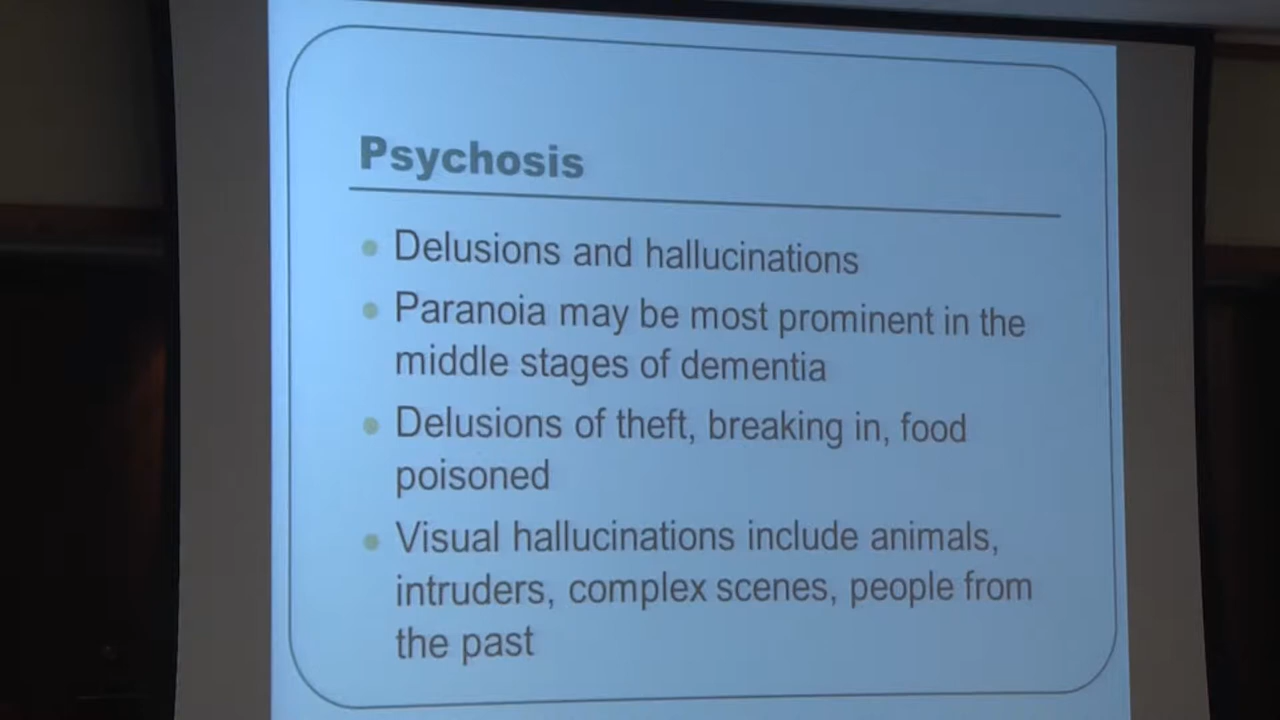 Psychosis
Delusions and hallucinations
Paranoia may be most prominent in the
middle stages of dementia
Delusions of theft, breaking in, food
poisoned
Visual hallucinations include animals,
intruders, complex scenes, people from
the past